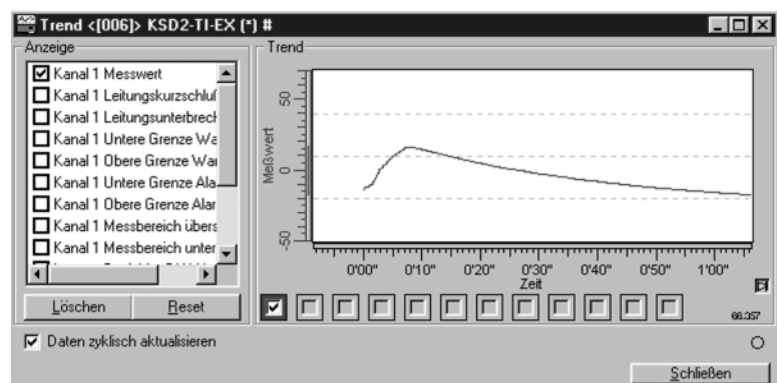 Trend <[006]> KSD2-TI-EX (*) #
Anzeige
Kanal 1 Messwert
Kanal 1 Leitungskurzschluß
Kanal 1 Leitungsunterbrech
Kanal 1 Untere Grenze Wa
Kanal 1 Obere Grenze War
Kanal 1 Untere Grenze Ala
Kanal 1 Obere Grenze Alar
Kanal 1 Messbereich übers
Kanal 1 Messbereich unter
Löschen
Reset
Trend
Meßwert
50
0
-50
0'00" 0'10" 0'20" 0'30" 0'40" 0'50" 1'00"
Zeit
66.357
Daten zyklisch aktualisieren
Schließen